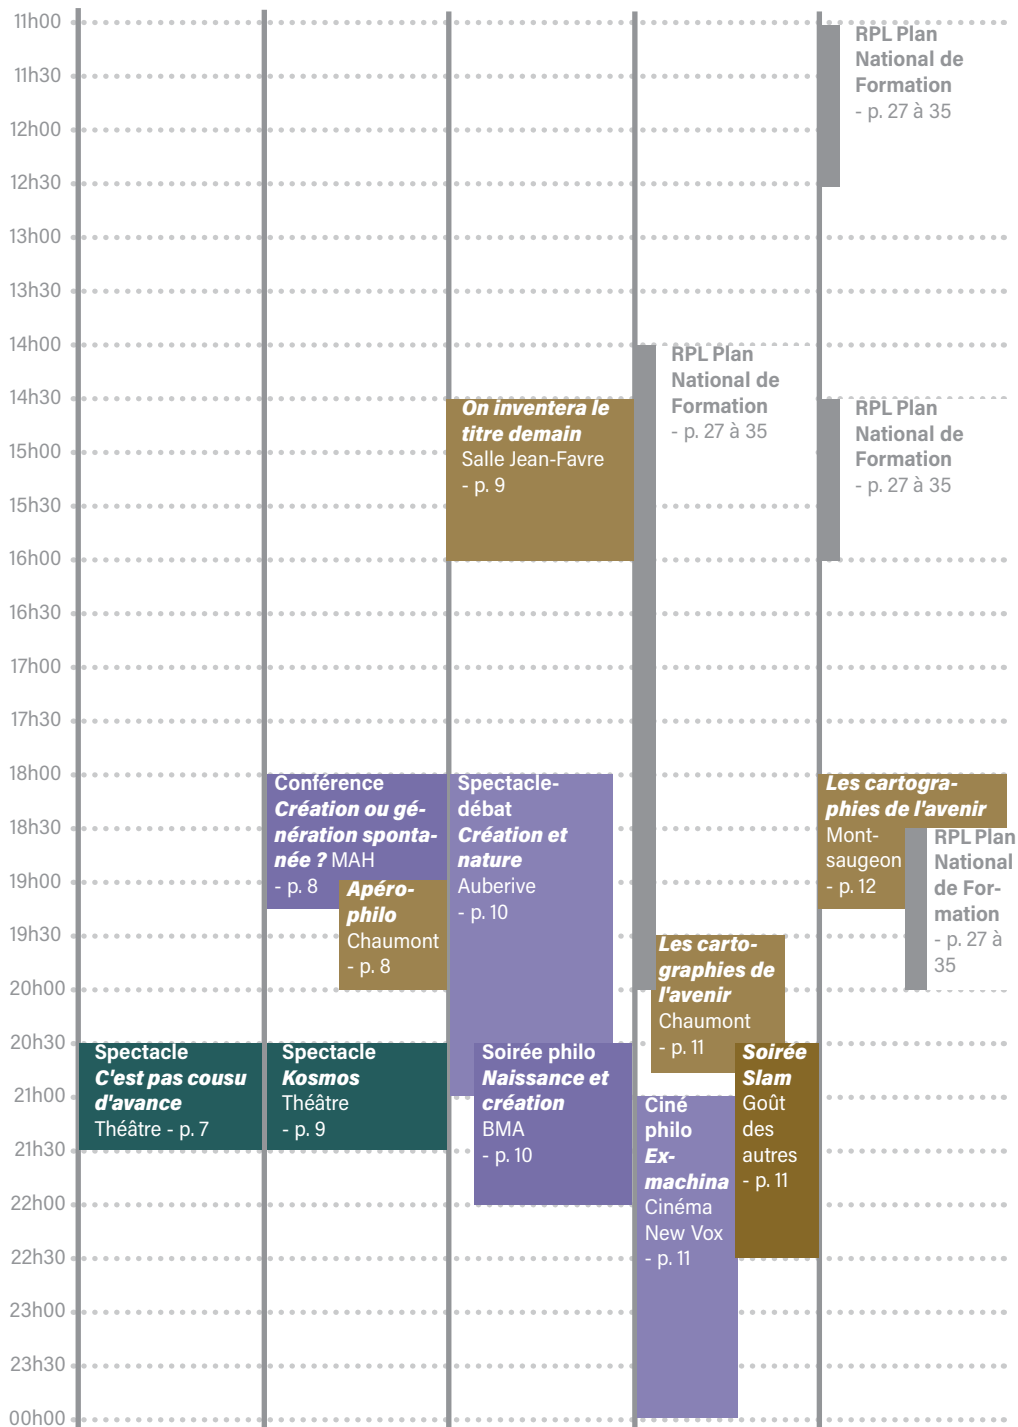 11h00
11h30
12h00
12h30
13h00
13h30
14h00
14h30
15h00
15h30
16h00
16h30
17h00
17h30
18h00
18h30
19h00
19h30
20h00
20h30
21h00
21h30
22h00
22h30
23h00
23h30
00h00
Spectacle
C'est pas cousu
d'avance
Théâtre - p. 7
Conférence
Création ou gé-
nération sponta-
née ? MAH
- p. 8
Apéro-
philo
Chaumont
- p. 8
Spectacle
Kosmos
Théâtre
- p. 9
On inventera le
titre demain
Salle Jean-Favre
- p. 9
Spectacle-
débat
Création et
nature
Auberive
- p. 10
Soirée philo
Naissance et
création
BMA
- p. 10
RPL Plan
National de
Formation
- p. 27 à 35
Les carto-
graphies de
l'avenir
Chaumont
- p. 11
Ciné
philo
Ex-
machina
Cinéma
New Vox
- p. 11
Soirée
Slam
Goût
des
autres
- p. 11
RPL Plan
National de
Formation
- p. 27 à 35
RPL Plan
National de
Formation
- p. 27 à 35
Les cartogra-
phies de l'avenir
Mont-
saugeon
- p. 12
RPL Plan
National
de For-
mation
- p. 27 à
35